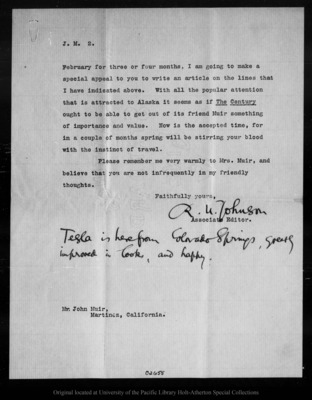 J. M. 2.
February for three or four months, I am going to make a
special appeal to you to write an article on the lines that
I have indicated above. With all the popular attention
that is attracted to Alaska it seems as if The Century
ought to be able to get out of its friend Muir something
of importance and value. Now is the accepted time, for
in a couple of months spring will be stirring your blood
with the instinct of travel.
Please remember me very warmly to Mrs. Muir, and
believe that you are not infrequently in my friendly
thoughts.
Faithfully yours,
R. U. Johnson
Associate Editor.
Tesla is here from Colorado Springs, greatly
improved in looks, and happy.
Mr. John Muir,
Martinez, California.
Original located at University of the Pacific Library Holt-Atherton Special Collections